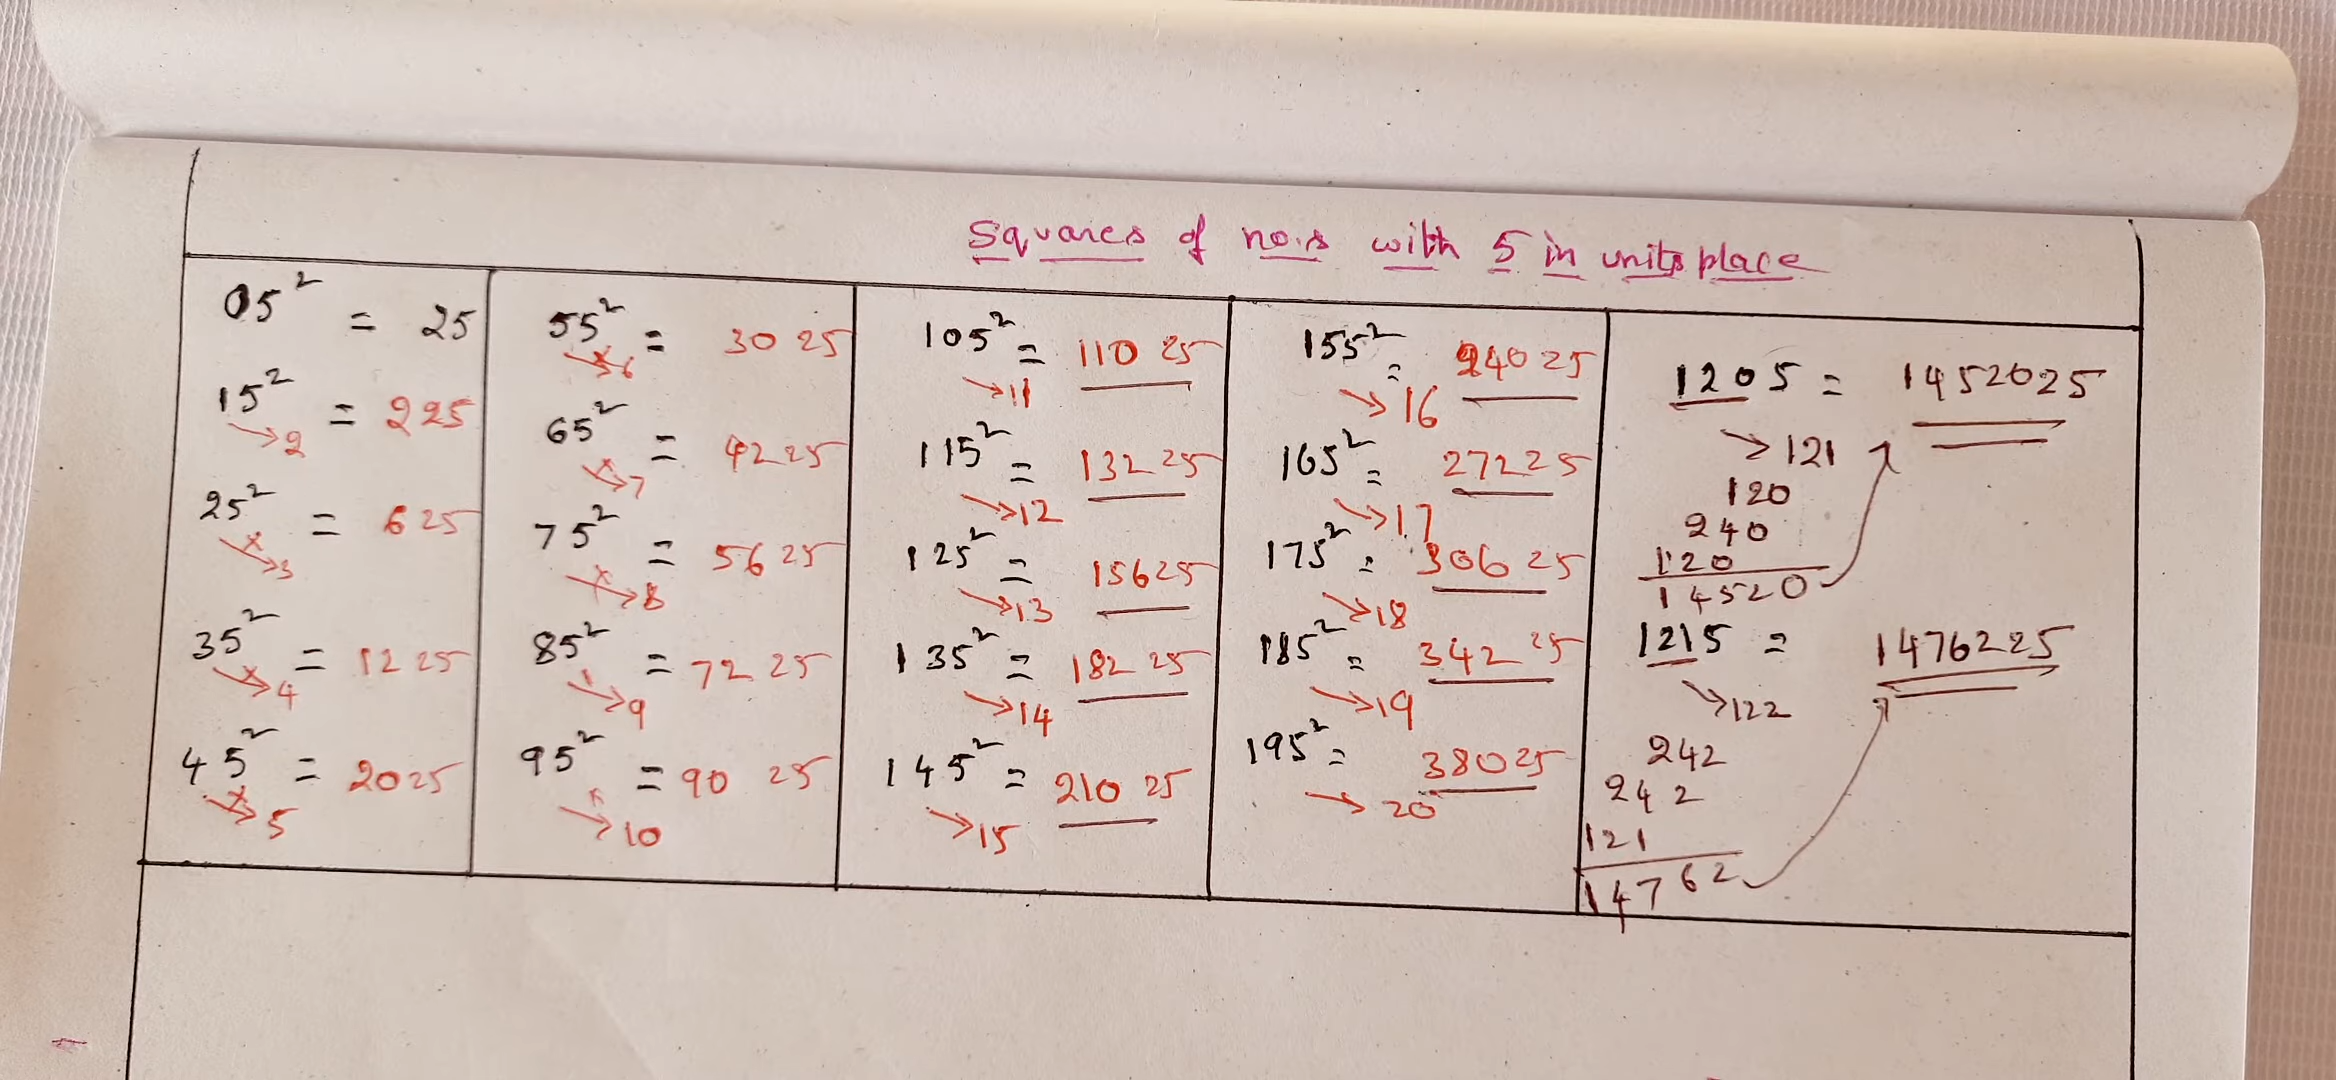 Squares of no.s with 5 in units place
05² = 25
15² = 225
→2
25² = 625
×→3
35² = 1225
×→4
45² = 2025
×→5
55² = 3025
×→6
65² = 4225
×→7
75² = 5625
×→8
85² = 7225
×→9
95² = 9025
×→10
105² = 11025
→11
115² = 13225
→12
125² = 15625
→13
135² = 18225
→14
145² = 21025
→15
155² = 24025
→16
165² = 27225
→17
175² = 30625
→18
185² = 34225
→19
195² = 38025
→20
1205 = 1452025
→121
120
240
120
14520
1215 = 1476225
→122
242
242
121
14762